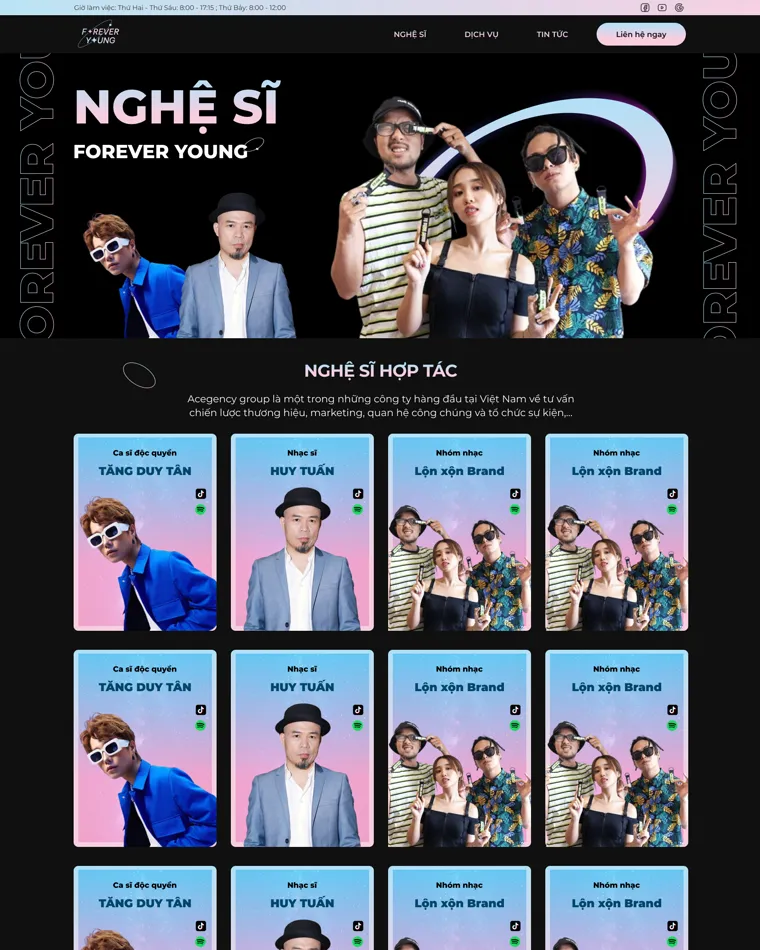 Giờ làm việc: Thứ Hai - Thứ Sáu: 8:00 - 17:15 ; Thứ Bảy: 8:00 - 12:00
F✦REVER
Y✦UNG
NGHỆ SĨ
DỊCH VỤ
TIN TỨC
Liên hệ ngay
FOREVER YOU
NGHỆ SĨ
FOREVER YOUNG
FOREVER YOU
NGHỆ SĨ HỢP TÁC
Acegency group là một trong những công ty hàng đầu tại Việt Nam về tư vấn
chiến lược thương hiệu, marketing, quan hệ công chúng và tổ chức sự kiện,...
Ca sĩ độc quyền
TĂNG DUY TÂN
Nhạc sĩ
HUY TUẤN
Nhóm nhạc
Lộn xộn Brand
Nhóm nhạc
Lộn xộn Brand
Ca sĩ độc quyền
TĂNG DUY TÂN
Nhạc sĩ
HUY TUẤN
Nhóm nhạc
Lộn xộn Brand
Nhóm nhạc
Lộn xộn Brand
Ca sĩ độc quyền
TĂNG DUY TÂN
Nhạc sĩ
HUY TUẤN
Nhóm nhạc
Lộn xộn Brand
Nhóm nhạc
Lộn xộn Brand